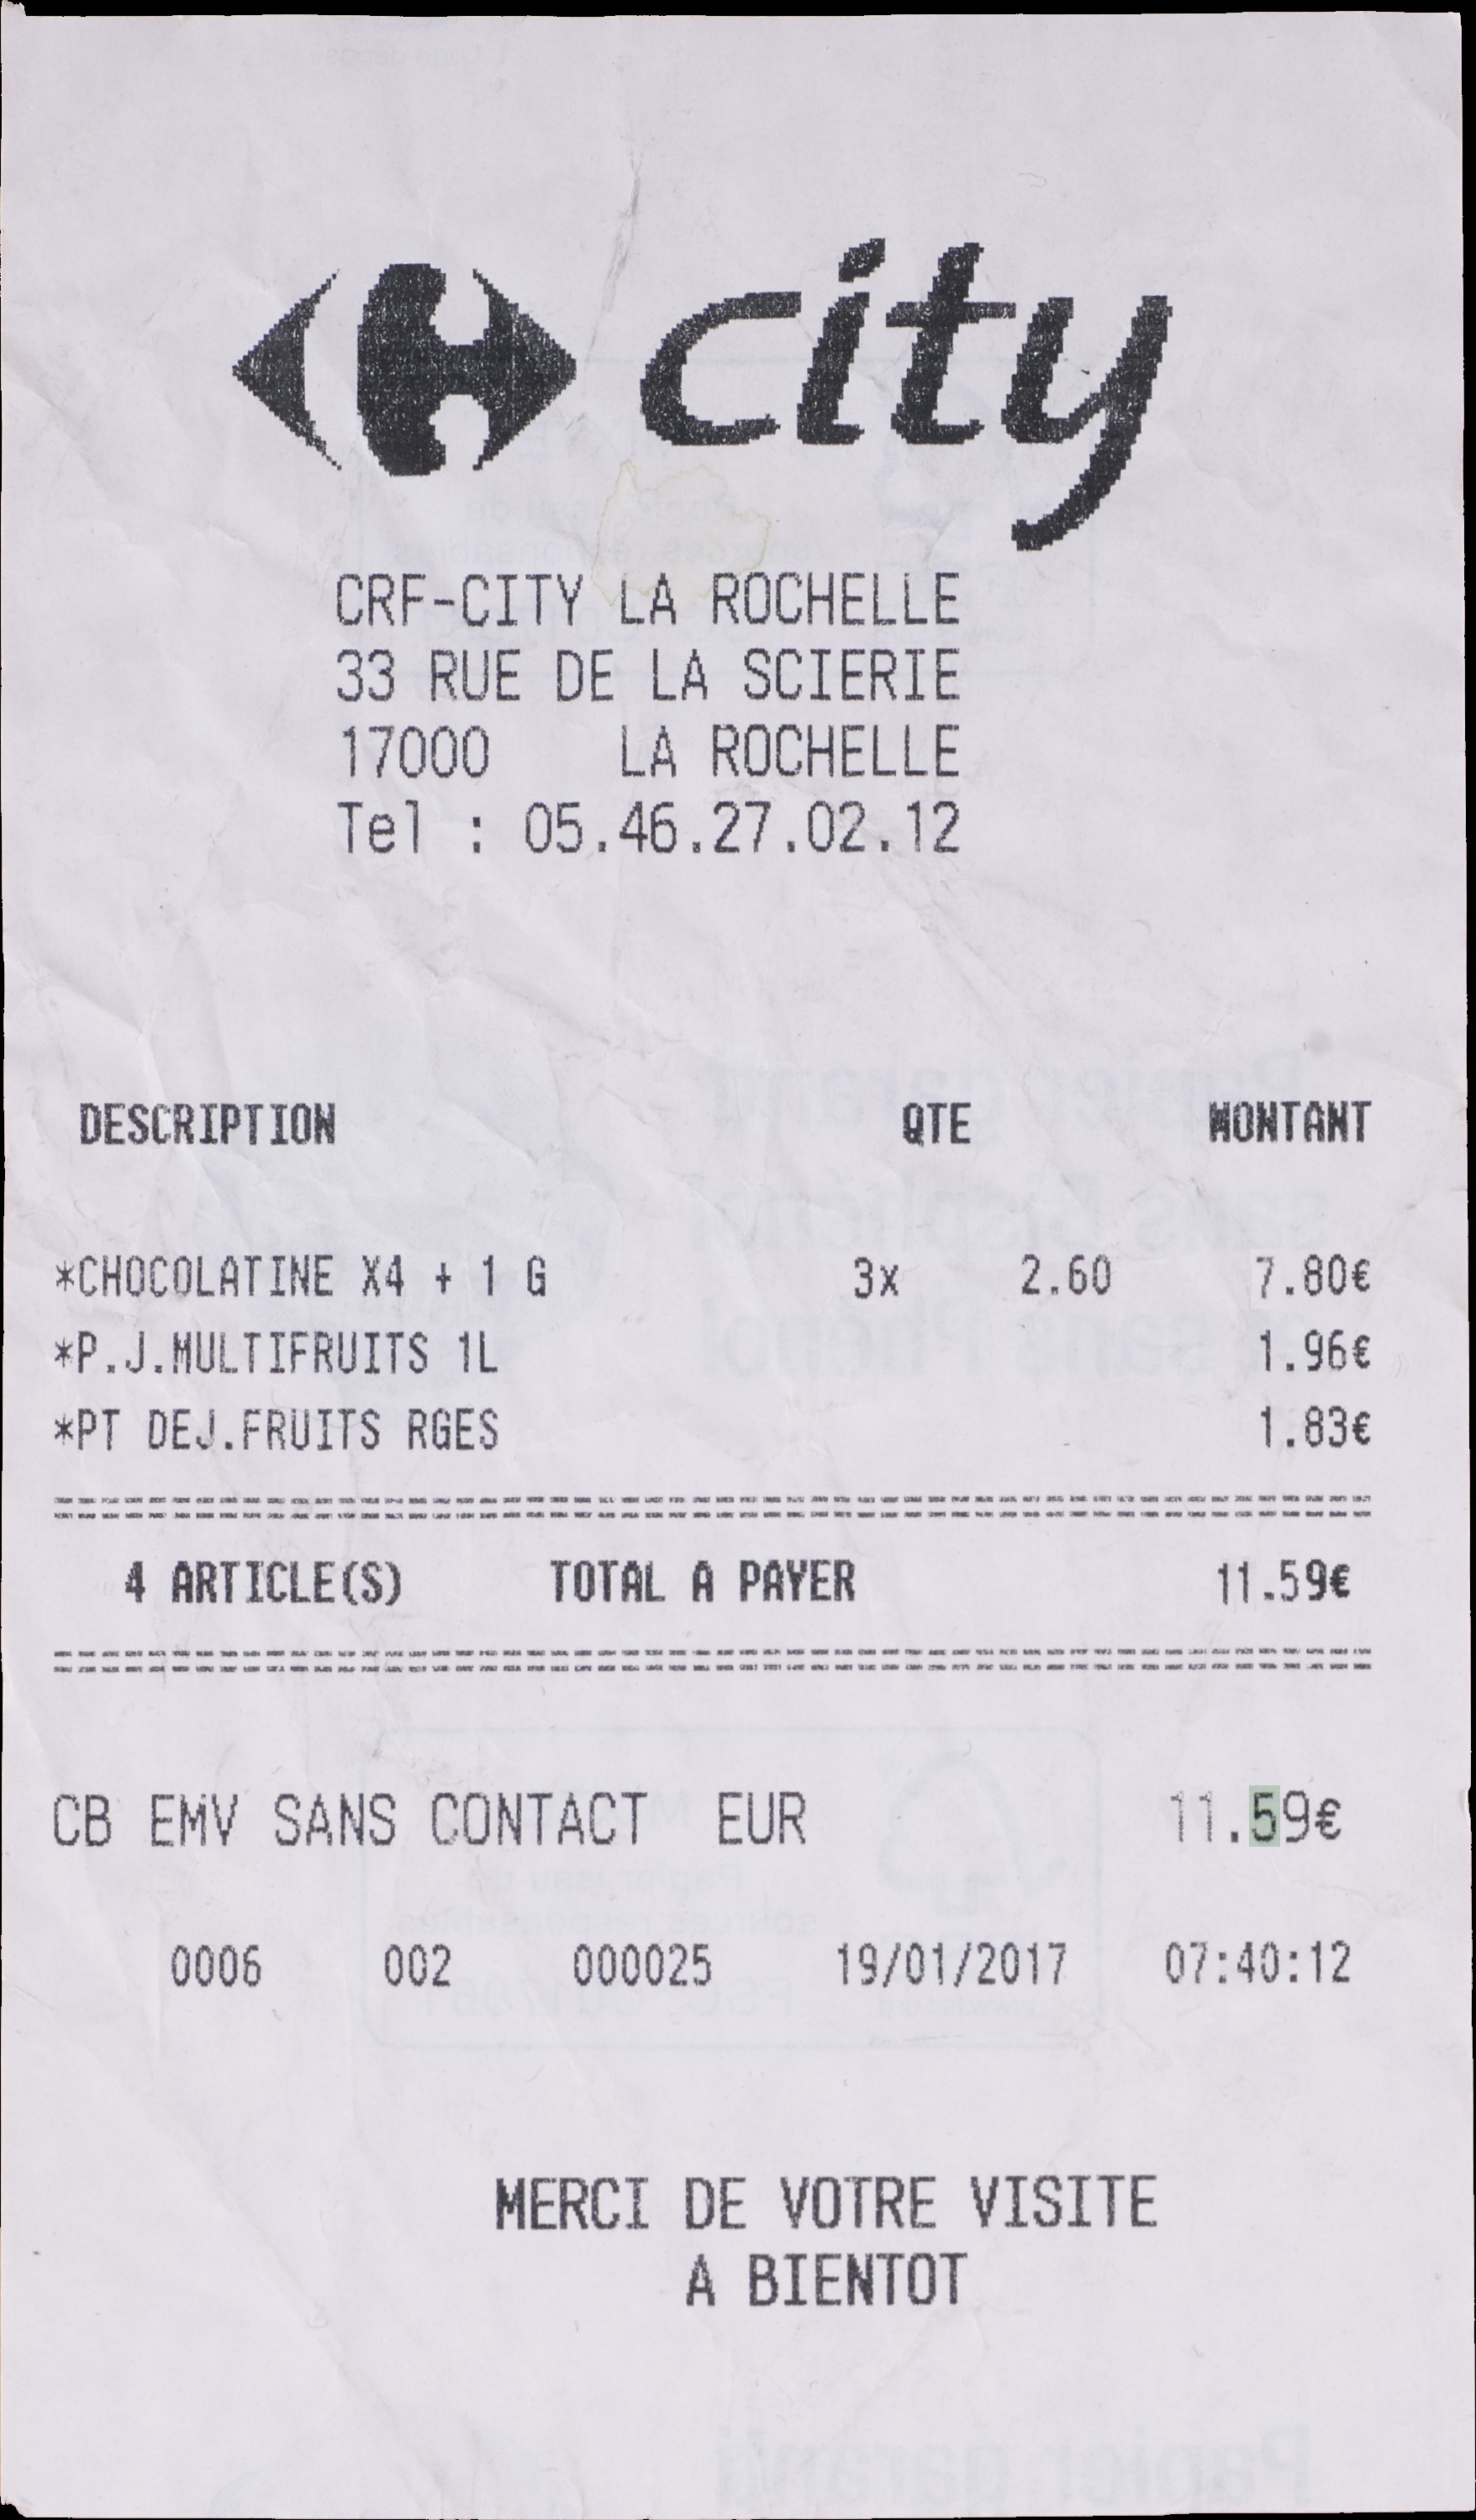 city
CRF-CITY LA ROCHELLE
33 RUE DE LA SCIERIE
17000 LA ROCHELLE
Tel : 05.46.27.02.12
DESCRIPTION QTE MONTANT
*CHOCOLATINE X4 + 1 G 3x 2.60 7.80€
*P.J.MULTIFRUITS 1L 1.96€
*PT DEJ.FRUITS RGES 1.83€
4 ARTICLE(S) TOTAL A PAYER 11.59€
CB EMV SANS CONTACT EUR 11.59€
0006 002 000025 19/01/2017 07:40:12
MERCI DE VOTRE VISITE
A BIENTOT